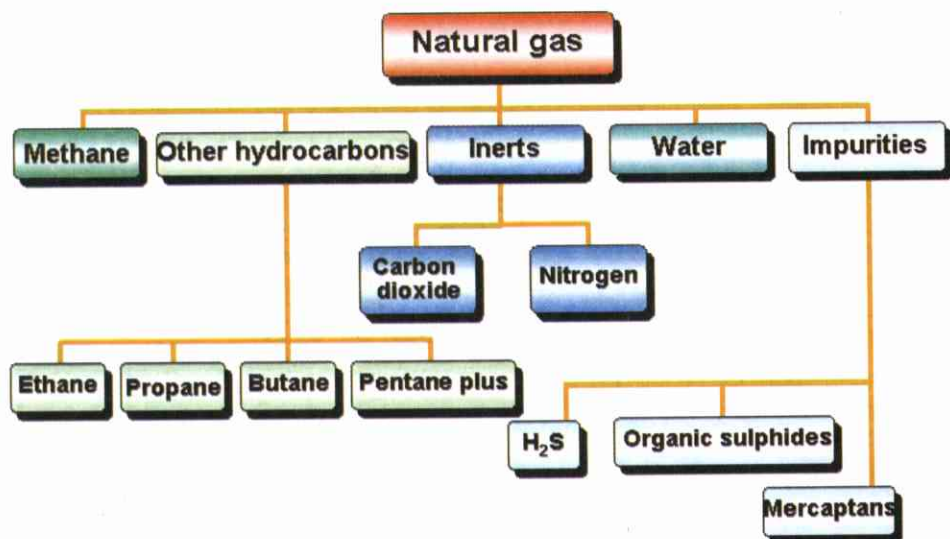 Natural gas
Methane
Other hydrocarbons
Inerts
Water
Impurities
Carbon
dioxide
Nitrogen
Ethane
Propane
Butane
Pentane plus
H₂S
Organic sulphides
Mercaptans